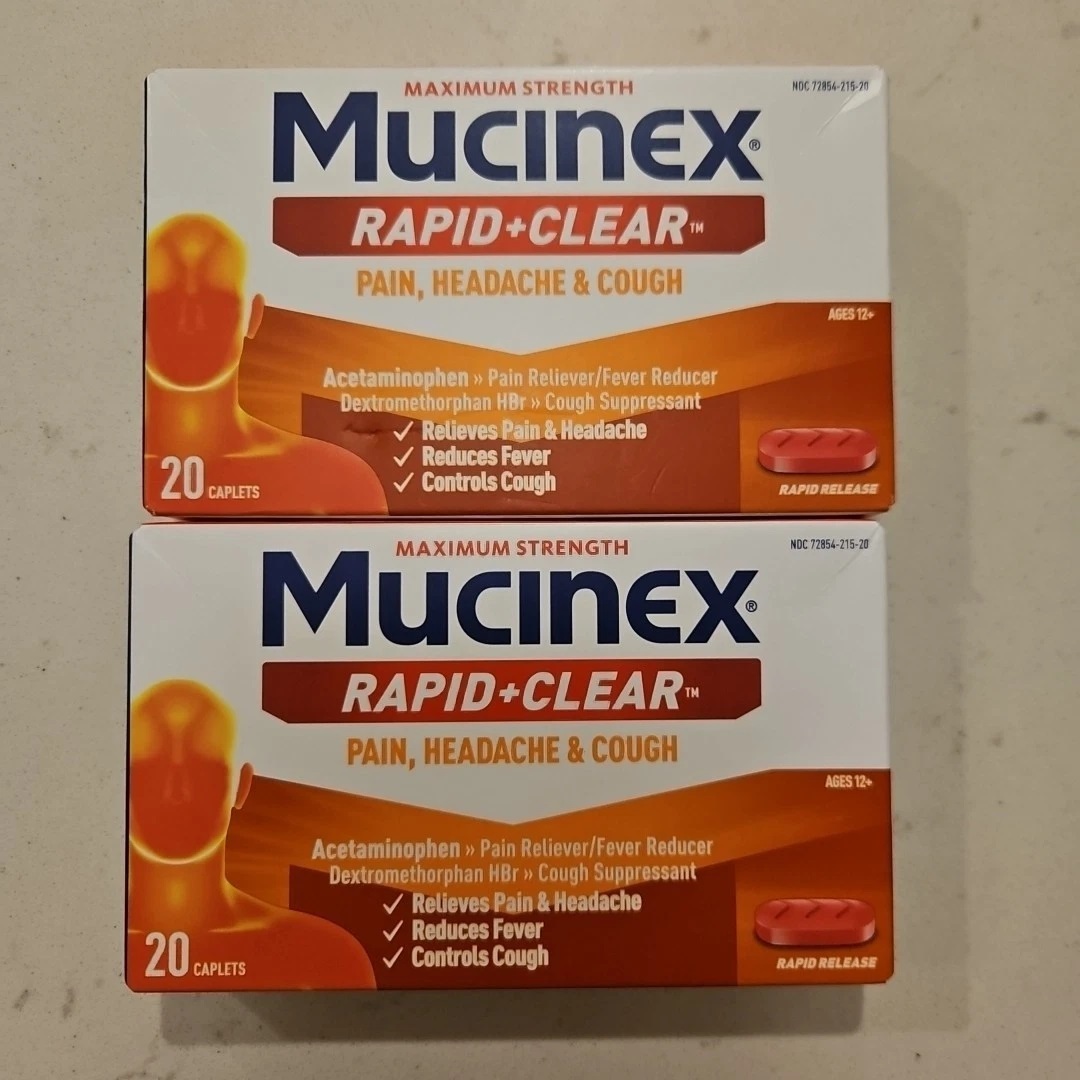 MAXIMUM STRENGTH
NDC 72854-215-20
MUCINEX®
RAPID+CLEAR™
PAIN, HEADACHE & COUGH
AGES 12+
Acetaminophen » Pain Reliever/Fever Reducer
Dextromethorphan HBr » Cough Suppressant
✓ Relieves Pain & Headache
✓ Reduces Fever
✓ Controls Cough
20 CAPLETS
RAPID RELEASE
MAXIMUM STRENGTH
NDC 72854-215-20
MUCINEX®
RAPID+CLEAR™
PAIN, HEADACHE & COUGH
AGES 12+
Acetaminophen » Pain Reliever/Fever Reducer
Dextromethorphan HBr » Cough Suppressant
✓ Relieves Pain & Headache
✓ Reduces Fever
✓ Controls Cough
20 CAPLETS
RAPID RELEASE